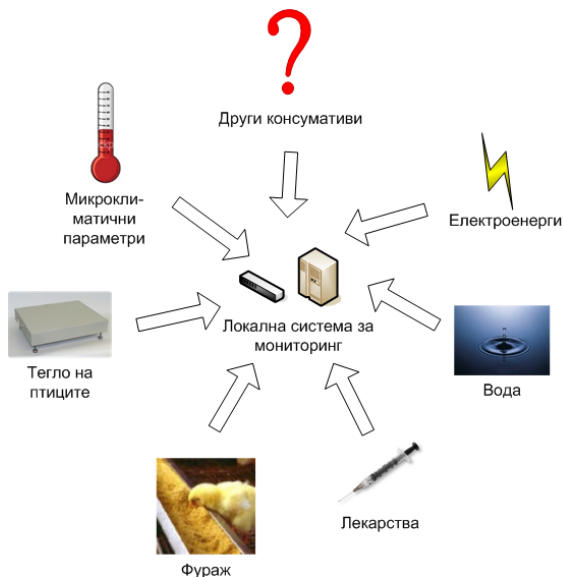 Други консумативи
Микрокли-
матични
параметри
Електроенерги
Локална система за
мониторинг
Тегло на
птиците
Вода
Лекарства
Фураж